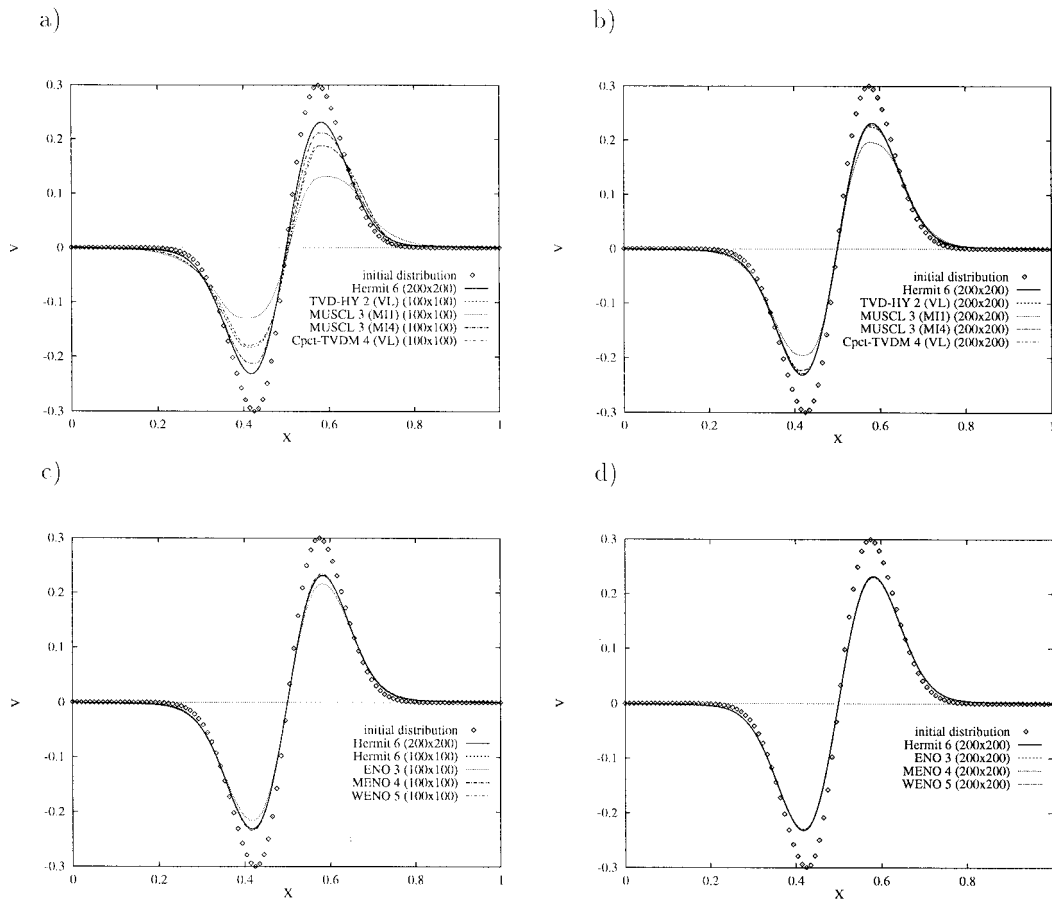 a)
0.3
0.2
0.1
0
-0.1
-0.2
-0.3
V
initial distribution
Hermit 6 (200x200)
TVD-HY 2 (VL) (100x100)
MUSCL 3 (MI1) (100x100)
MUSCL 3 (MI4) (100x100)
Cpct-TVDM 4 (VL) (100x100)
0 0.2 0.4 0.6 0.8 1
X
b)
0.3
0.2
0.1
0
-0.1
-0.2
-0.3
V
initial distribution
Hermit 6 (200x200)
TVD-HY 2 (VL) (200x200)
MUSCL 3 (MI1) (200x200)
MUSCL 3 (MI4) (200x200)
Cpct-TVDM 4 (VL) (200x200)
0 0.2 0.4 0.6 0.8 1
X
c)
0.3
0.2
0.1
0
-0.1
-0.2
-0.3
V
initial distribution
Hermit 6 (200x200)
Hermit 6 (100x100)
ENO 3 (100x100)
MENO 4 (100x100)
WENO 5 (100x100)
0 0.2 0.4 0.6 0.8 1
X
d)
0.3
0.2
0.1
0
-0.1
-0.2
-0.3
V
initial distribution
Hermit 6 (200x200)
ENO 3 (200x200)
MENO 4 (200x200)
WENO 5 (200x200)
0 0.2 0.4 0.6 0.8
X